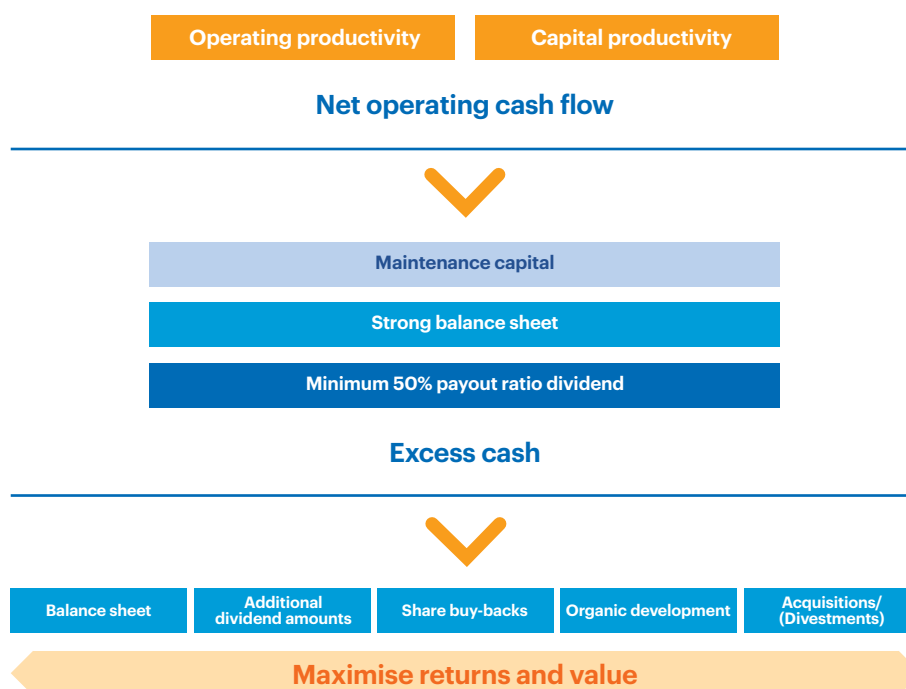 Operating productivity
Capital productivity
Net operating cash flow
Maintenance capital
Strong balance sheet
Minimum 50% payout ratio dividend
Excess cash
Balance sheet
Additional
dividend amounts
Share buy-backs
Organic development
Acquisitions/
(Divestments)
Maximise returns and value